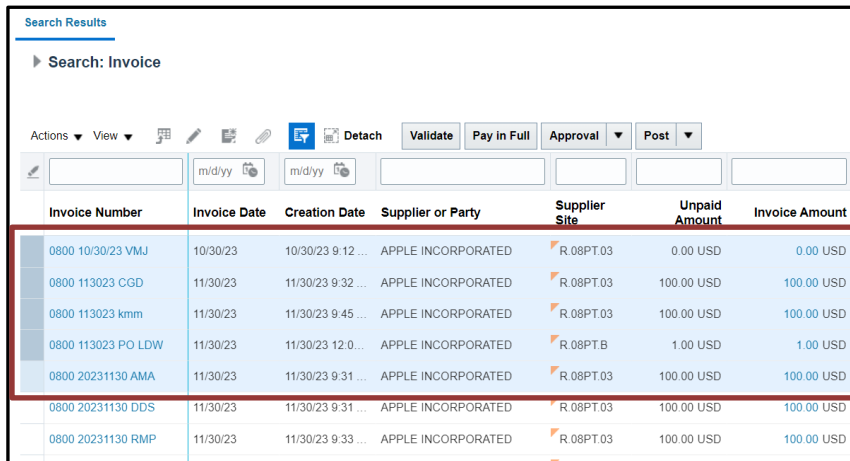 Search Results
Search: Invoice
Actions View Detach Validate Pay in Full Approval Post
m/d/yy m/d/yy
Invoice Number Invoice Date Creation Date Supplier or Party Supplier Site Unpaid Amount Invoice Amount
0800 10/30/23 VMJ 10/30/23 10/30/23 9:12 ... APPLE INCORPORATED R.08PT.03 0.00 USD 0.00 USD
0800 113023 CGD 11/30/23 11/30/23 9:32 ... APPLE INCORPORATED R.08PT.03 100.00 USD 100.00 USD
0800 113023 kmm 11/30/23 11/30/23 9:45 ... APPLE INCORPORATED R.08PT.03 100.00 USD 100.00 USD
0800 113023 PO LDW 11/30/23 11/30/23 12:0... APPLE INCORPORATED R.08PT.B 1.00 USD 1.00 USD
0800 20231130 AMA 11/30/23 11/30/23 9:31 ... APPLE INCORPORATED R.08PT.03 100.00 USD 100.00 USD
0800 20231130 DDS 11/30/23 11/30/23 9:31 ... APPLE INCORPORATED R.08PT.03 100.00 USD 100.00 USD
0800 20231130 RMP 11/30/23 11/30/23 9:33 ... APPLE INCORPORATED R.08PT.03 100.00 USD 100.00 USD